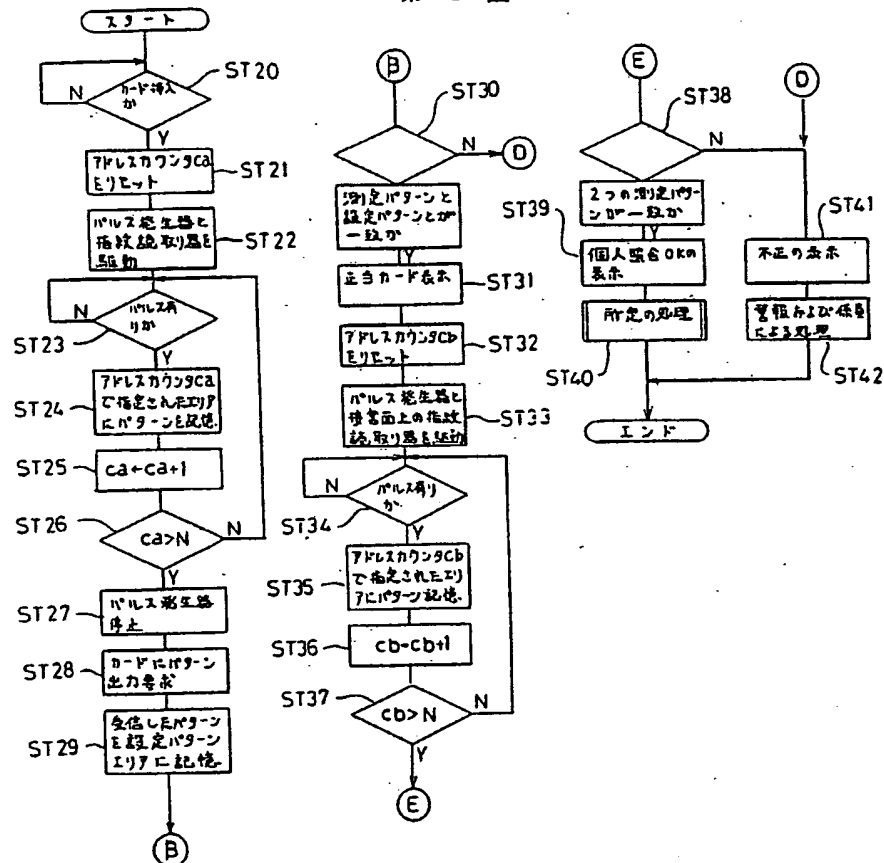 スタート
ST20
カード挿入
か
N
Y
アドレスカウンタCa
をリセット
ST21
パルス発生器と
指紋読取り器を
駆動
ST22
N
パルス有
りか
ST23
Y
アドレスカウンタCa
で指定されたエリア
にパターンを記憶
ST24
ca←ca+1
ST25
ca>N
ST26
N
Y
パルス発生器
停止
ST27
カードにパターン
出力要求
ST28
受信したパターン
を設定パターン
エリアに記憶
ST29
B
B
ST30
N
D
測定パターンと
設定パターンとが
一致か
Y
正当カード表示
ST31
アドレスカウンタCb
をリセット
ST32
パルス発生器と
読取り器を駆動
ST33
N
パルス有り
か
ST34
Y
アドレスカウンタCb
で指定されたエリ
アにパターン記憶
ST35
cb←cb+1
ST36
cb>N
ST37
N
Y
E
E
ST38
N
D
2つの測定パター
ンが一致か
Y
ST39
個人照合OKの
表示
所定の処理
ST40
ST41
不正の表示
警報および係員
による処理
ST42
エンド